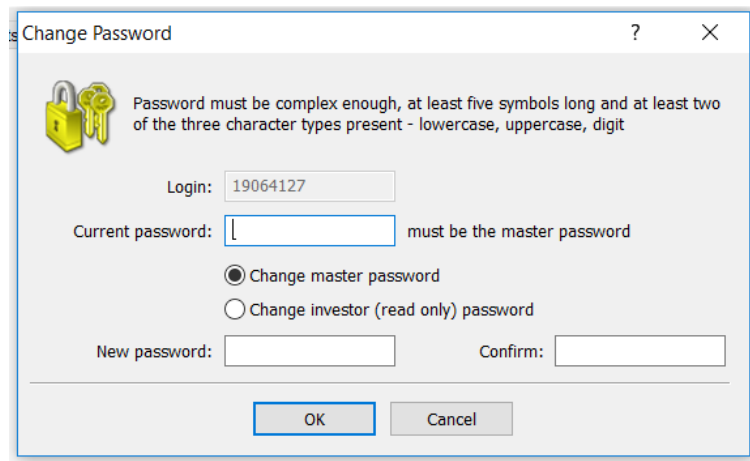 ts
Change Password ?
Password must be complex enough, at least five symbols long and at least two
of the three character types present - lowercase, uppercase, digit
Login: 19064127
Current password: must be the master password
Change master password
Change investor (read only) password
New password: Confirm:
OK Cancel